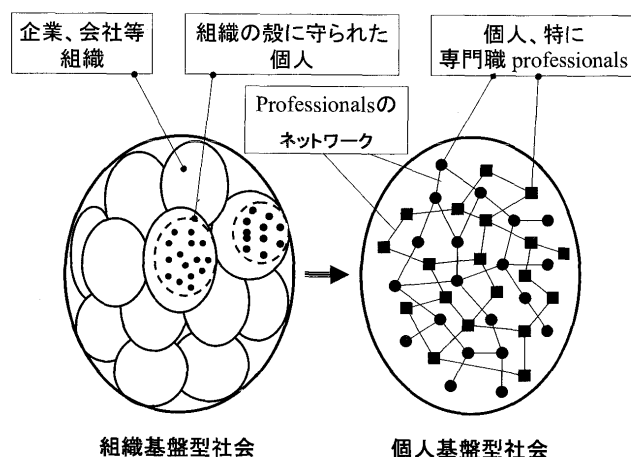 企業、会社等
組織
組織の殻に守られた
個人
個人、特に
専門職 professionals
Professionalsの
ネットワーク
組織基盤型社会
個人基盤型社会